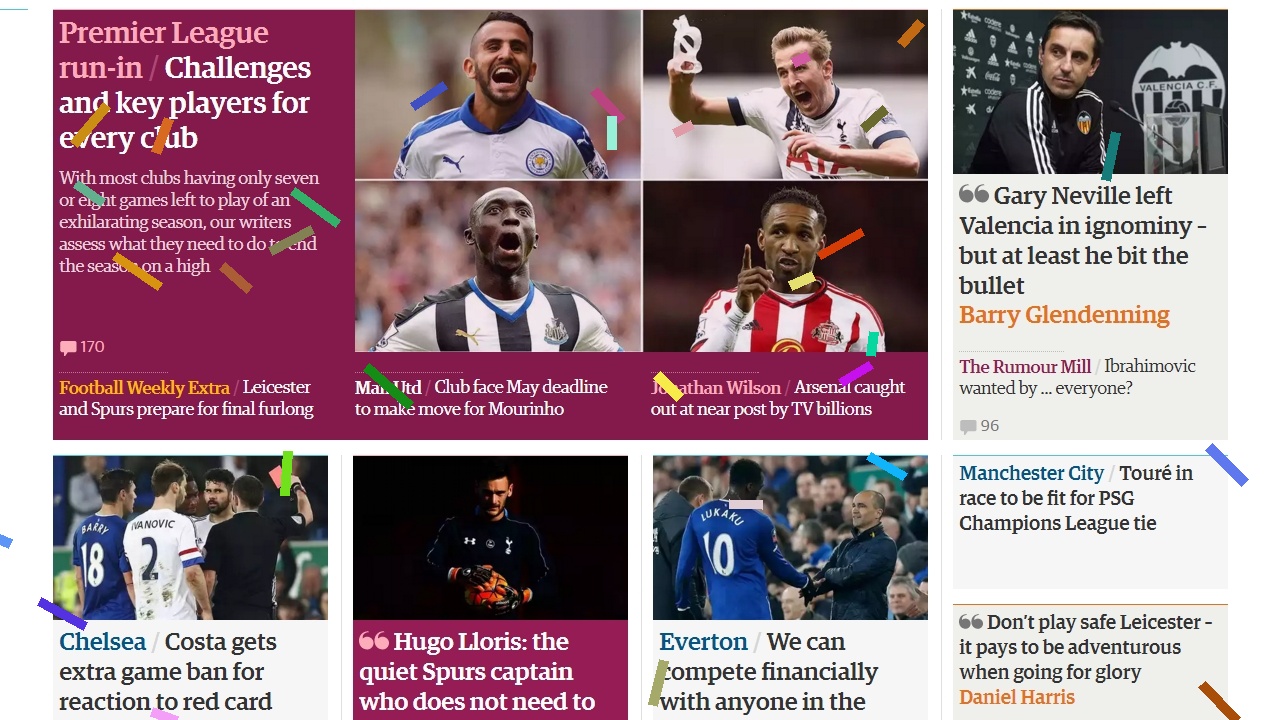 Premier League
run-in / Challenges
and key players for
every club
With most clubs having only seven
or eight games left to play of an
exhilarating season, our writers
assess what they need to do to end
the season on a high
170
Football Weekly Extra / Leicester
and Spurs prepare for final furlong
Man Utd / Club face May deadline
to make move for Mourinho
Jonathan Wilson / Arsenal caught
out at near post by TV billions
VALENCIA C.F.
Gary Neville left
Valencia in ignominy –
but at least he bit the
bullet
Barry Glendenning
The Rumour Mill / Ibrahimovic
wanted by ... everyone?
96
BARRY
18
IVANOVIC
2
Chelsea / Costa gets
extra game ban for
reaction to red card
Hugo Lloris: the
quiet Spurs captain
who does not need to
LUKAKU
10
Everton / We can
compete financially
with anyone in the
Manchester City / Touré in
race to be fit for PSG
Champions League tie
Don't play safe Leicester –
it pays to be adventurous
when going for glory
Daniel Harris